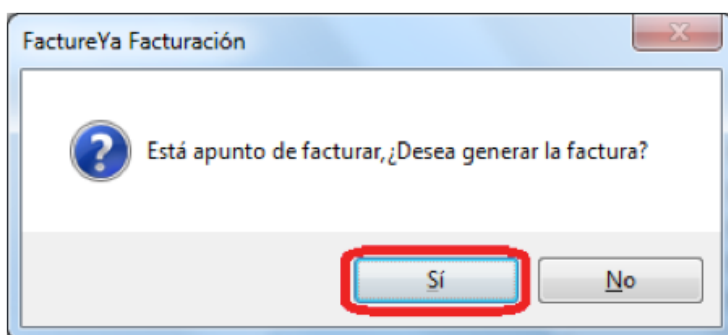 FactureYa Facturación
Está apunto de facturar,¿Desea generar la factura?
Sí
No